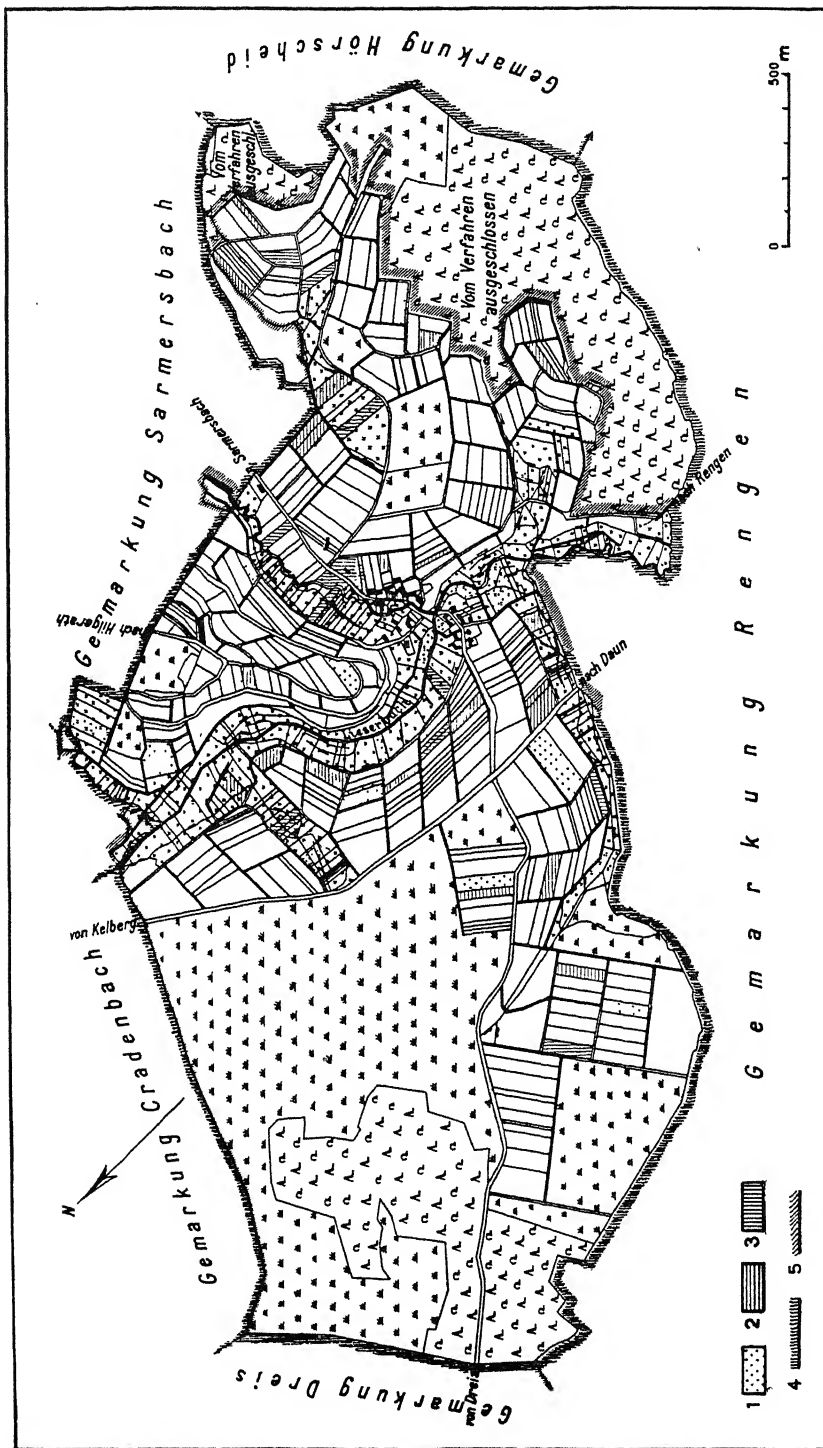 Gemarkung Hörscheid
Vom
Verfahren
ausgeschl.
Gemarkung Sarmersbach
Vom Verfahren
ausgeschlossen
Sarmersbach
nach Hilgerath
nach Rengen
Lieserbach
nach Daun
von Kelberg
Gemarkung Cradenbach
N
Gemarkung Rengen
Gemarkung Dreis
von Dreis
0
500 m
1
2
3
4
5